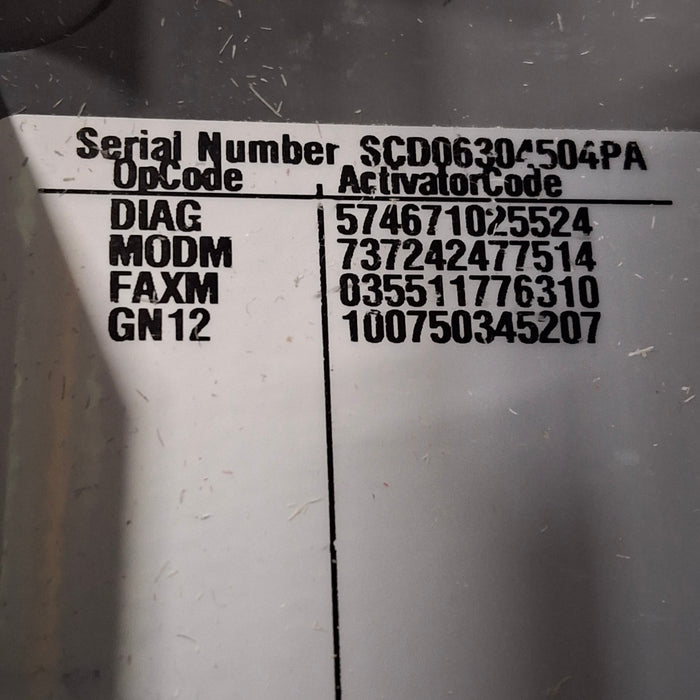 Serial Number SCD06304504PA
OpCode ActivatorCode
DIAG 574671025524
MODM 737242477514
FAXM 035511776310
GN12 100750345207